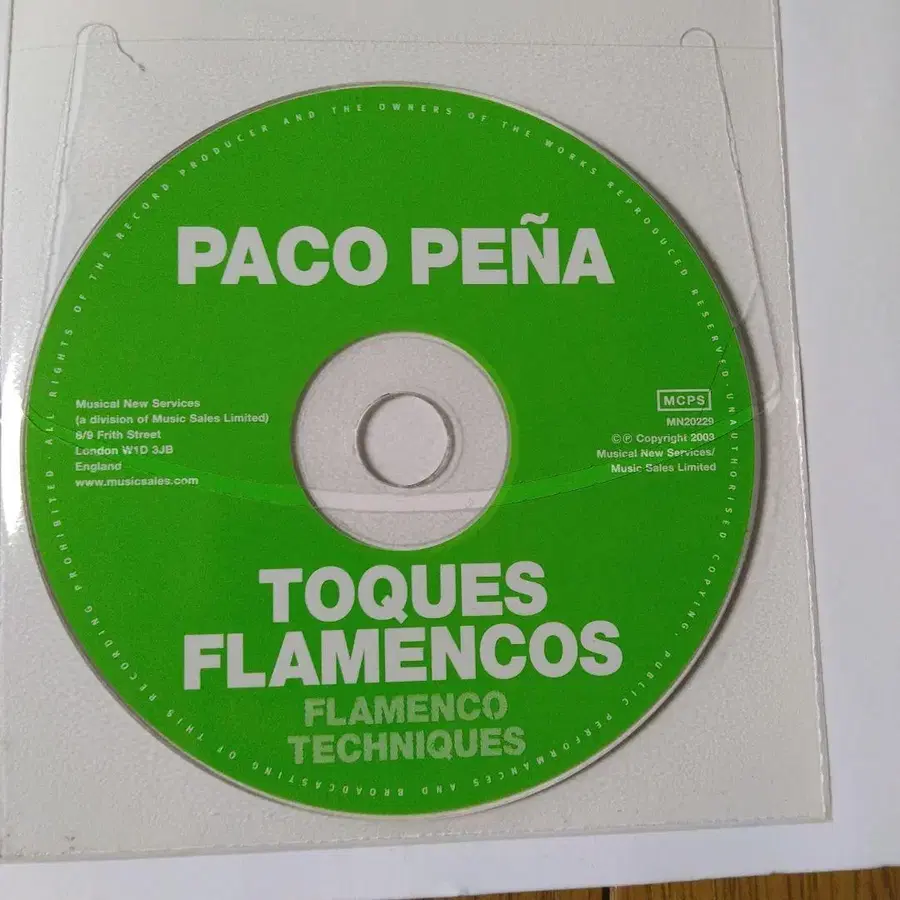 ALL RIGHTS OF THE RECORD PRODUCER AND THE OWNERS OF THE WORKS REPRODUCED RESERVED · UNAUTHORISED COPYING, PUBLIC PERFORMANCES AND BROADCASTING OF THIS RECORDING PROHIBITED ·
PACO PEÑA
Musical New Services
(a division of Music Sales Limited)
8/9 Frith Street
London W1D 3JB
England
www.musicsales.com
MCPS
MN20229
©℗ Copyright 2003
Musical New Services/
Music Sales Limited
TOQUES
FLAMENCOS
FLAMENCO
TECHNIQUES